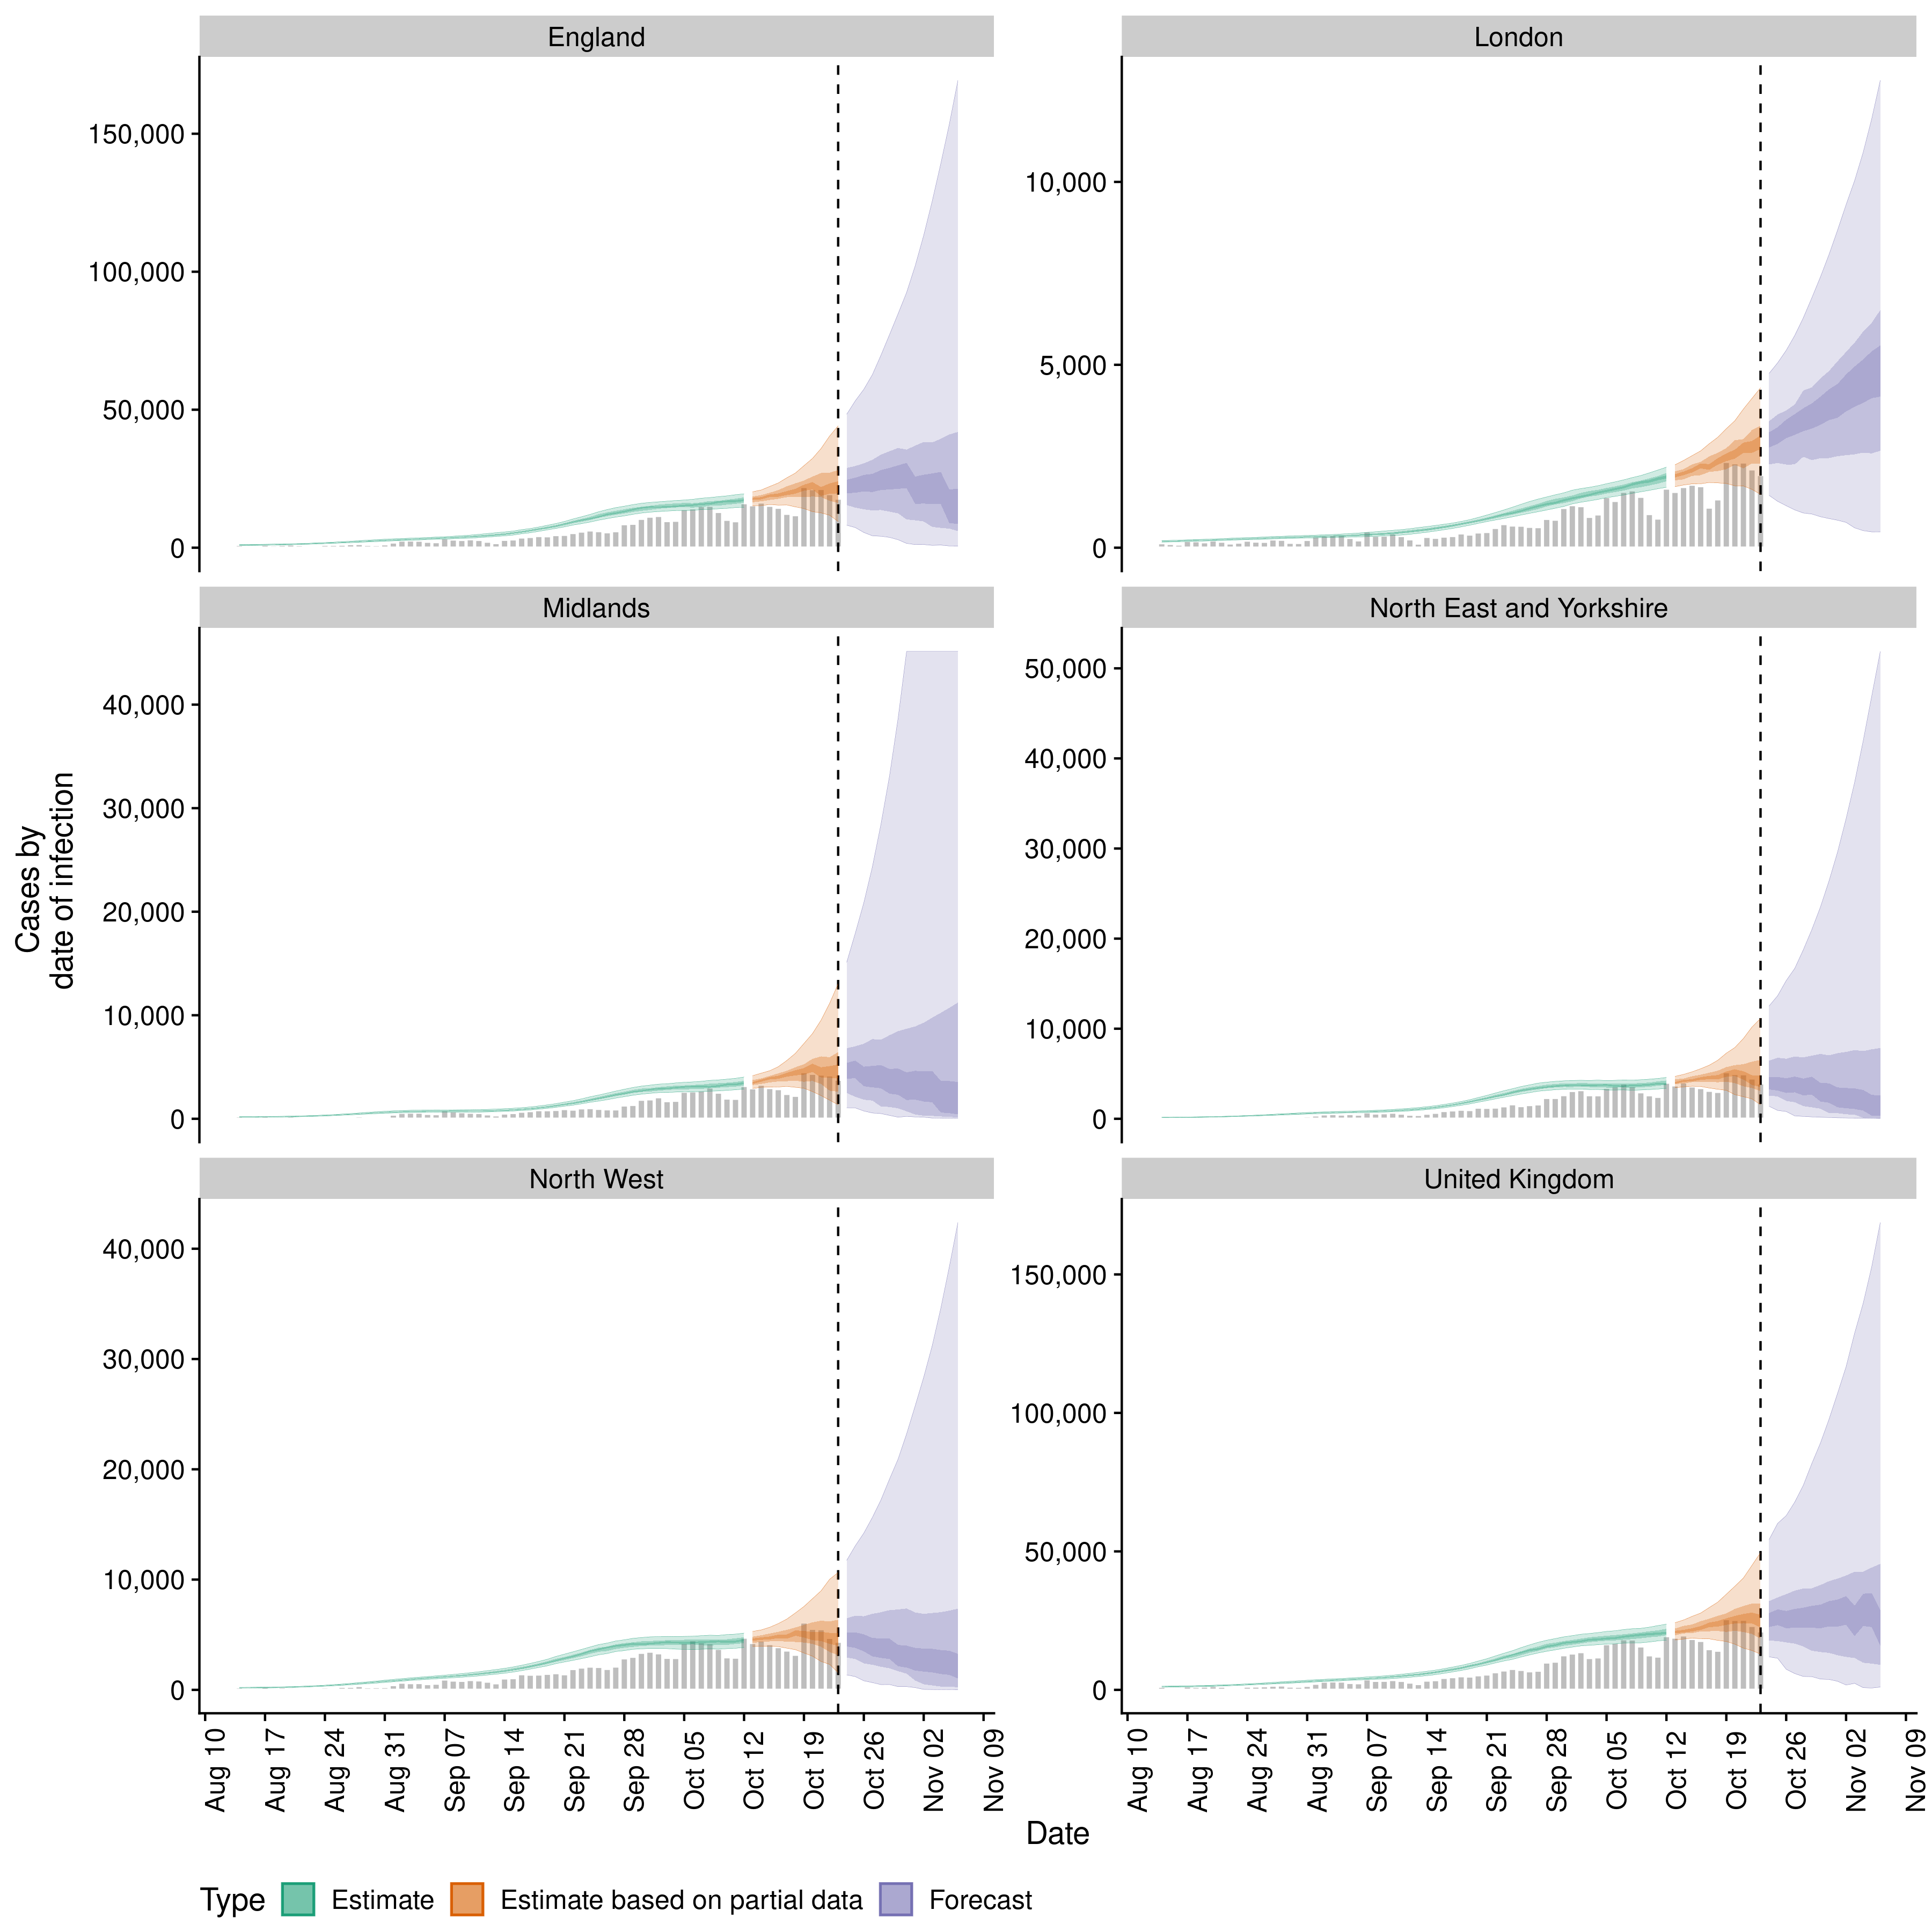 England
London
150,000
100,000
50,000
0
10,000
5,000
0
Midlands
North East and Yorkshire
40,000
30,000
20,000
10,000
0
50,000
40,000
30,000
20,000
10,000
0
Cases by
date of infection
North West
United Kingdom
40,000
30,000
20,000
10,000
0
150,000
100,000
50,000
0
Aug 10
Aug 17
Aug 24
Aug 31
Sep 07
Sep 14
Sep 21
Sep 28
Oct 05
Oct 12
Oct 19
Oct 26
Nov 02
Nov 09
Aug 10
Aug 17
Aug 24
Aug 31
Sep 07
Sep 14
Sep 21
Sep 28
Oct 05
Oct 12
Oct 19
Oct 26
Nov 02
Nov 09
Date
Type Estimate Estimate based on partial data Forecast